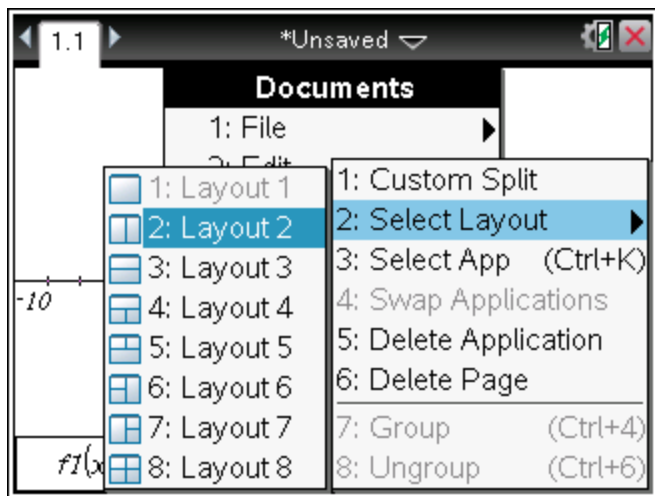 1.1 *Unsaved
Documents
1: File
2: Edit
1: Layout 1
2: Layout 2
3: Layout 3
4: Layout 4
5: Layout 5
6: Layout 6
7: Layout 7
8: Layout 8
1: Custom Split
2: Select Layout
3: Select App (Ctrl+K)
4: Swap Applications
5: Delete Application
6: Delete Page
7: Group (Ctrl+4)
8: Ungroup (Ctrl+6)
-10
f1(x